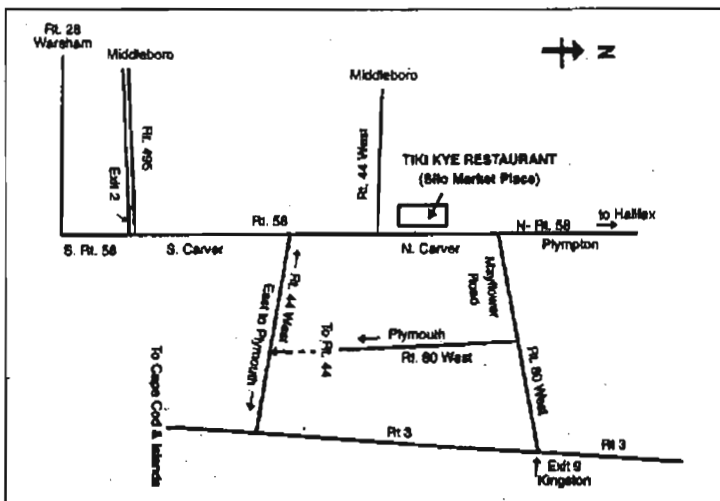 Rt. 28
Warsham
Middleboro
Rt. 495
Exit 2
Middleboro
Rt. 44 West
N
TIKI KYE RESTAURANT
(Silo Market Place)
Rt. 58
N- Rt. 58
to Halifax
S. Rt. 58
S. Carver
N. Carver
Plympton
Mayflower
Road
Rt. 44 West
East to Plymouth
To Rt. 44
Plymouth
Rt. 80 West
Rt. 80 West
To Cape Cod & Islands
Rt 3
Rt 3
Exit 9
Kingston